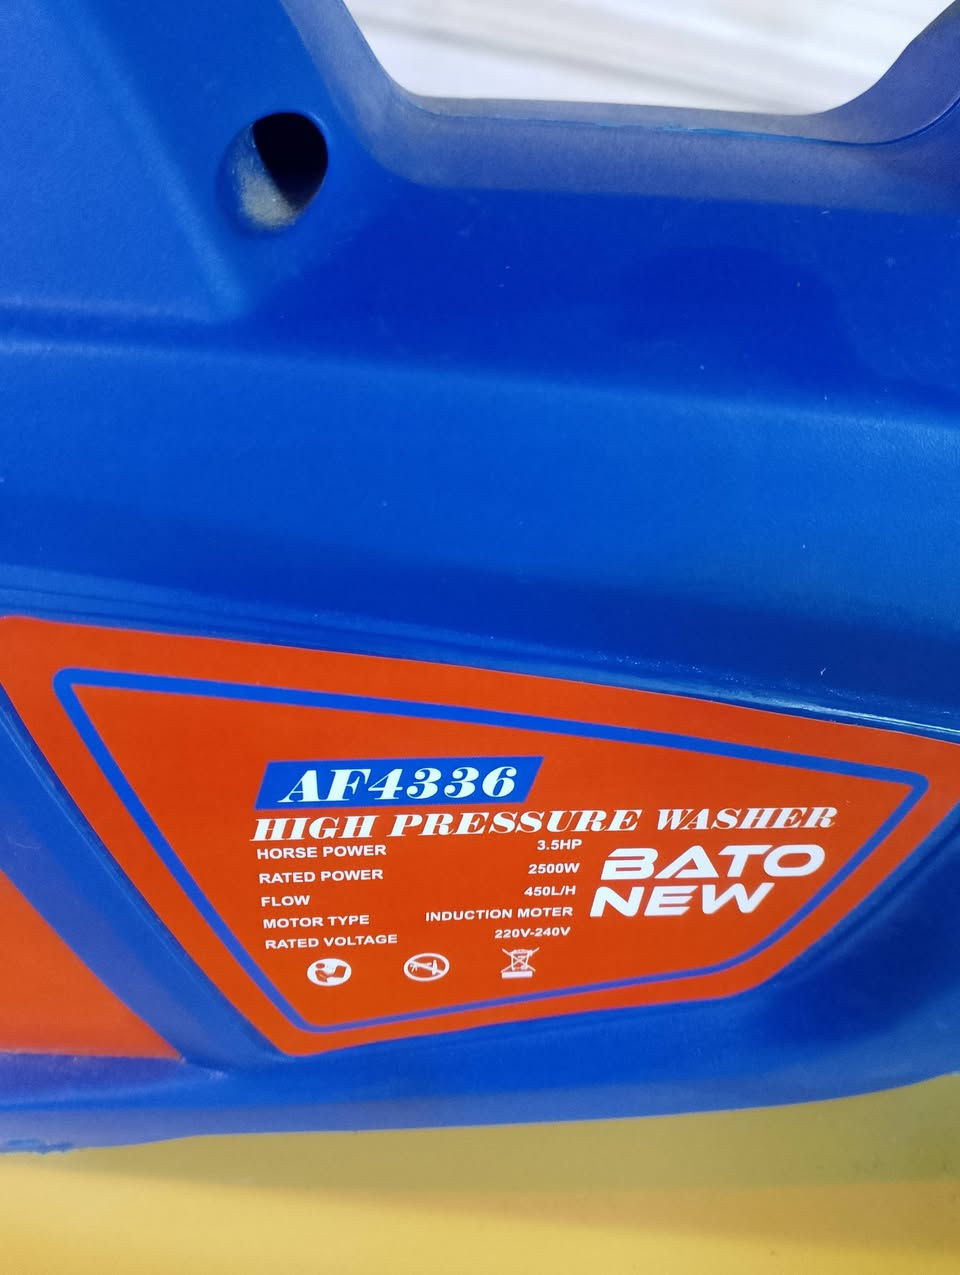 AF4336
HIGH PRESSURE WASHER
HORSE POWER 3.5HP
RATED POWER 2500W
FLOW 450L/H
MOTOR TYPE INDUCTION MOTER
RATED VOLTAGE 220V-240V
BATO
NEW